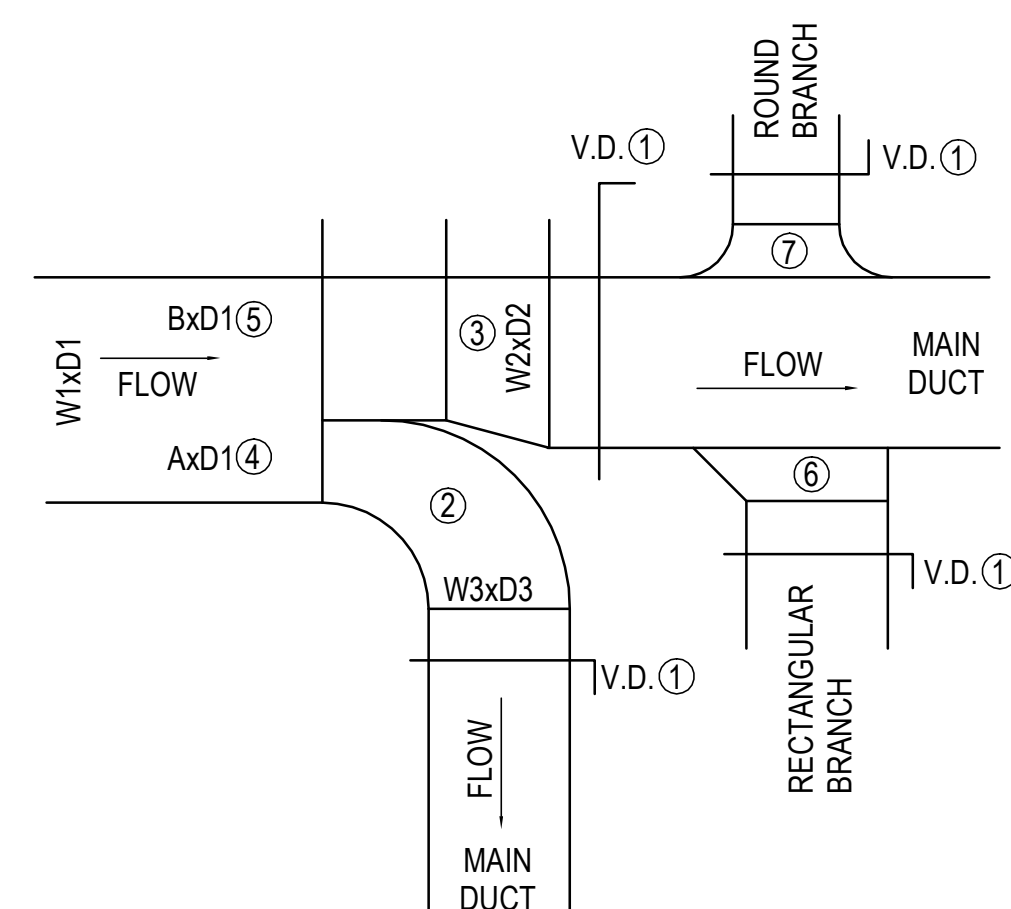 ROUND
BRANCH
V.D.①
V.D.①
⑦
BxD1⑤
③
W2xD2
W1xD1
FLOW
FLOW
MAIN
DUCT
AxD1④
⑥
②
W3xD3
V.D.①
V.D.①
RECTANGULAR
BRANCH
FLOW
MAIN
DUCT